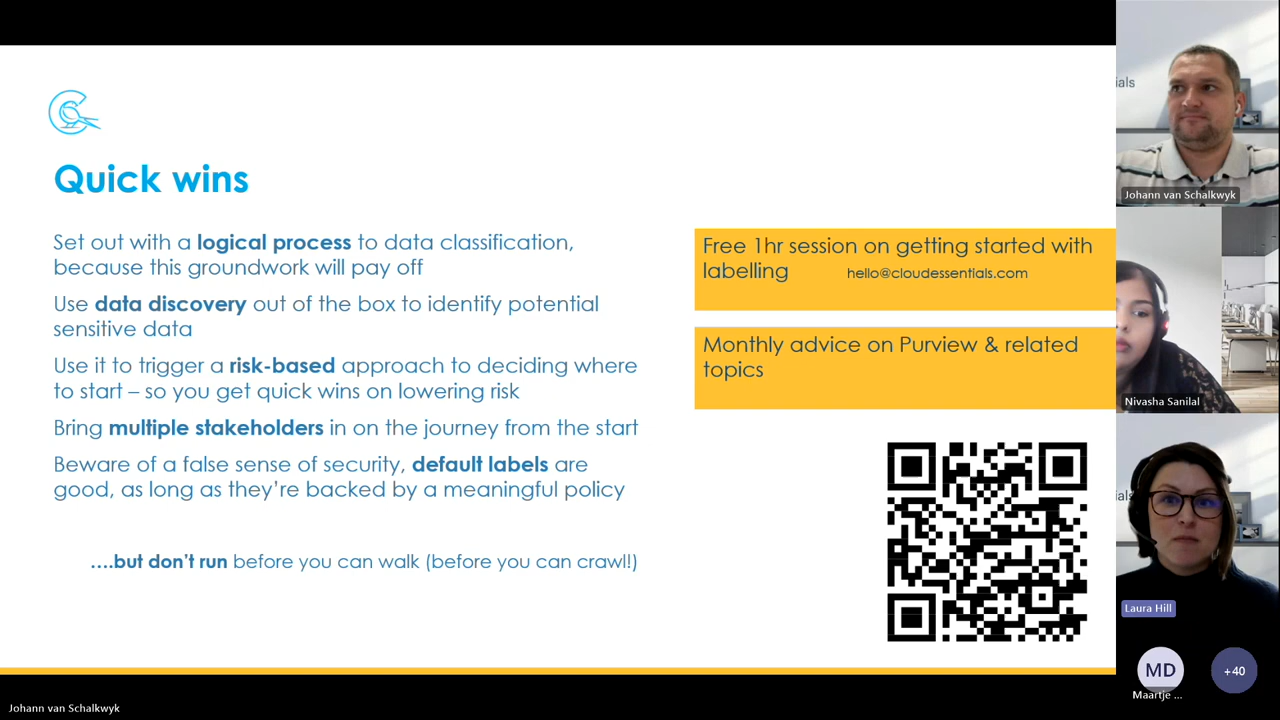 Quick wins
Set out with a logical process to data classification,
because this groundwork will pay off
Use data discovery out of the box to identify potential
sensitive data
Use it to trigger a risk-based approach to deciding where
to start – so you get quick wins on lowering risk
Bring multiple stakeholders in on the journey from the start
Beware of a false sense of security, default labels are
good, as long as they're backed by a meaningful policy
....but don't run before you can walk (before you can crawl!)
Free 1hr session on getting started with
labelling hello@cloudessentials.com
Monthly advice on Purview & related
topics
ials
Johann van Schalkwyk
Nivasha Sanilal
ials
Laura Hill
MD
+40
Maartje ...
Johann van Schalkwyk